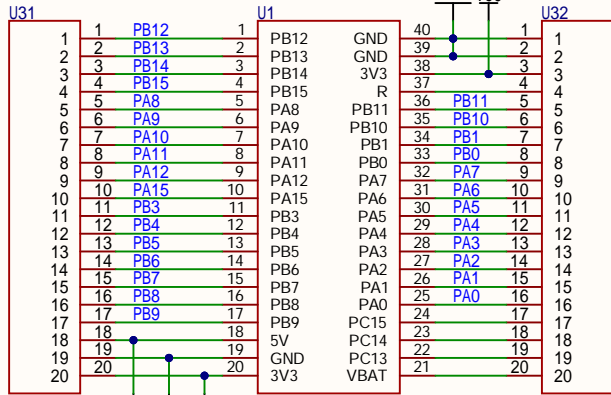 U31 U1 U32
1 1 PB12 1 PB12 GND 40 1 1
2 2 PB13 2 PB13 GND 39 2 2
3 3 PB14 3 PB14 3V3 38 3 3
4 4 PB15 4 PB15 R 37 4 4
5 5 PA8 5 PA8 PB11 36 PB11 5 5
6 6 PA9 6 PA9 PB10 35 PB10 6 6
7 7 PA10 7 PA10 PB1 34 PB1 7 7
8 8 PA11 8 PA11 PB0 33 PB0 8 8
9 9 PA12 9 PA12 PA7 32 PA7 9 9
10 10 PA15 10 PA15 PA6 31 PA6 10 10
11 11 PB3 11 PB3 PA5 30 PA5 11 11
12 12 PB4 12 PB4 PA4 29 PA4 12 12
13 13 PB5 13 PB5 PA3 28 PA3 13 13
14 14 PB6 14 PB6 PA2 27 PA2 14 14
15 15 PB7 15 PB7 PA1 26 PA1 15 15
16 16 PB8 16 PB8 PA0 25 PA0 16 16
17 17 PB9 17 PB9 PC15 24 17 17
18 18 18 5V PC14 23 18 18
19 19 19 GND PC13 22 19 19
20 20 20 3V3 VBAT 21 20 20